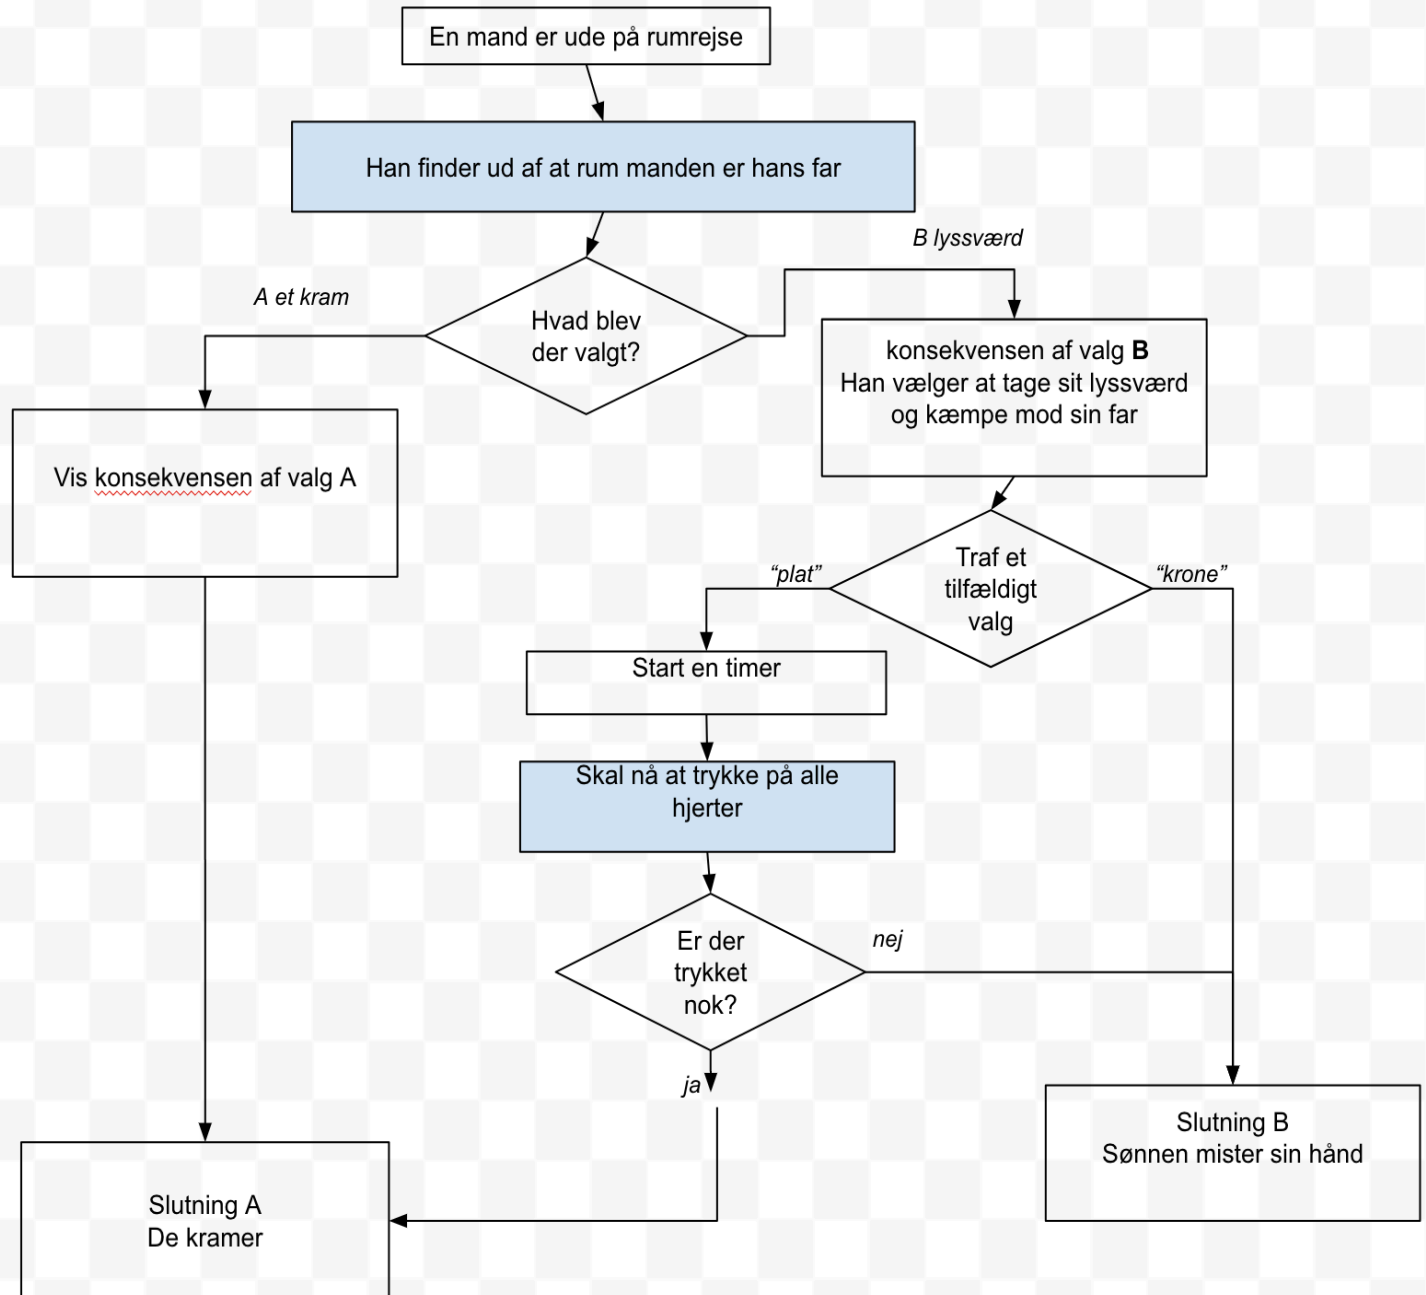 En mand er ude på rumrejse
Han finder ud af at rum manden er hans far
B lyssværd
A et kram
Hvad blev
der valgt?
konsekvensen af valg B
Han vælger at tage sit lyssværd
og kæmpe mod sin far
Vis konsekvensen af valg A
Traf et
tilfældigt
valg
“plat”
“krone”
Start en timer
Skal nå at trykke på alle
hjerter
Er der
trykket
nok?
nej
ja
Slutning B
Sønnen mister sin hånd
Slutning A
De kramer